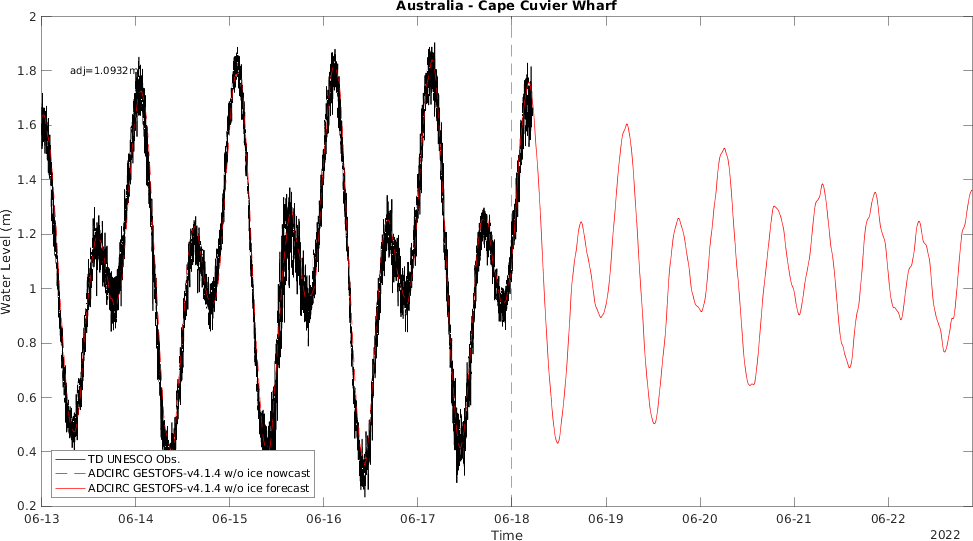 Australia - Cape Cuvier Wharf
adj=1.0932m
2
1.8
1.6
1.4
1.2
1
0.8
0.6
0.4
0.2
Water Level (m)
TD UNESCO Obs.
ADCIRC GESTOFS-v4.1.4 w/o ice nowcast
ADCIRC GESTOFS-v4.1.4 w/o ice forecast
06-13 06-14 06-15 06-16 06-17 06-18 06-19 06-20 06-21 06-22
Time
2022